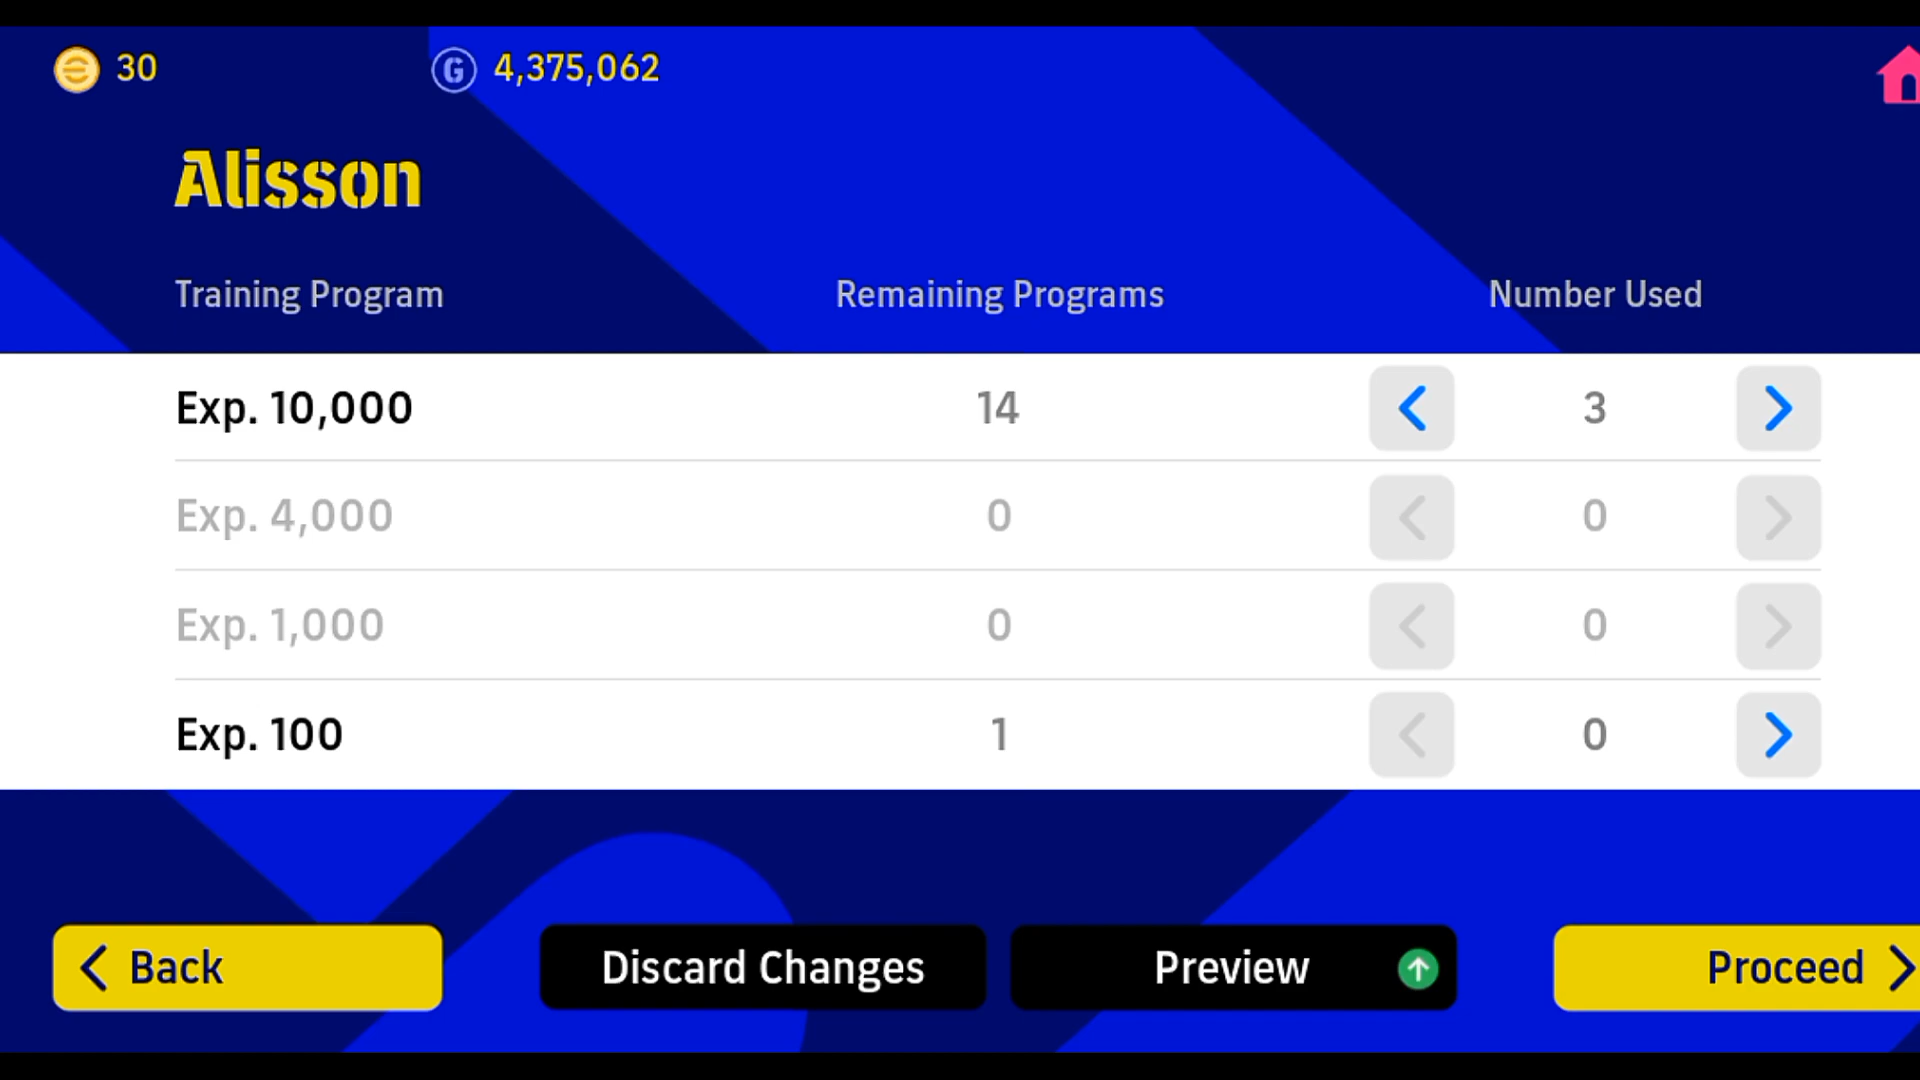 30
G 4,375,062
Alisson
Training Program Remaining Programs Number Used
Exp. 10,000 14 3
Exp. 4,000 0 0
Exp. 1,000 0 0
Exp. 100 1 0
Back Discard Changes Preview Proceed